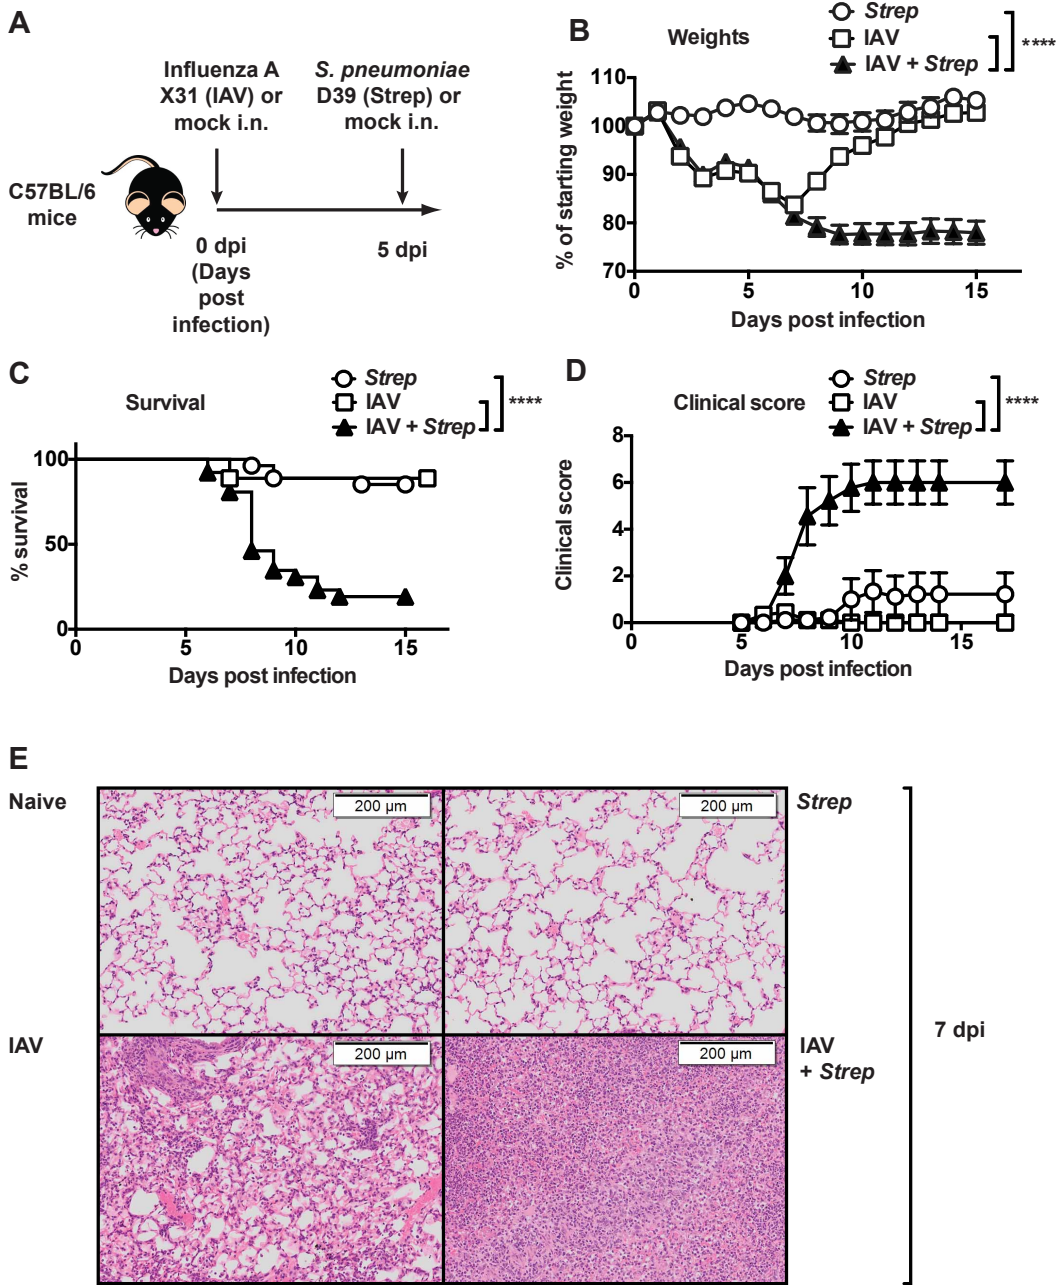 A
Influenza A
X31 (IAV) or
mock i.n.
S. pneumoniae
D39 (Strep) or
mock i.n.
C57BL/6
mice
0 dpi
(Days
post
infection)
5 dpi
B
Weights
Strep
IAV
IAV + Strep
****
% of starting weight
110
100
90
80
70
0
5
10
15
Days post infection
C
Survival
Strep
IAV
IAV + Strep
****
% survival
100
50
0
0
5
10
15
Days post infection
D
Clinical score
Strep
IAV
IAV + Strep
****
Clinical score
8
6
4
2
0
0
5
10
15
Days post infection
E
Naive
200 µm
200 µm
Strep
IAV
200 µm
200 µm
IAV
+ Strep
7 dpi